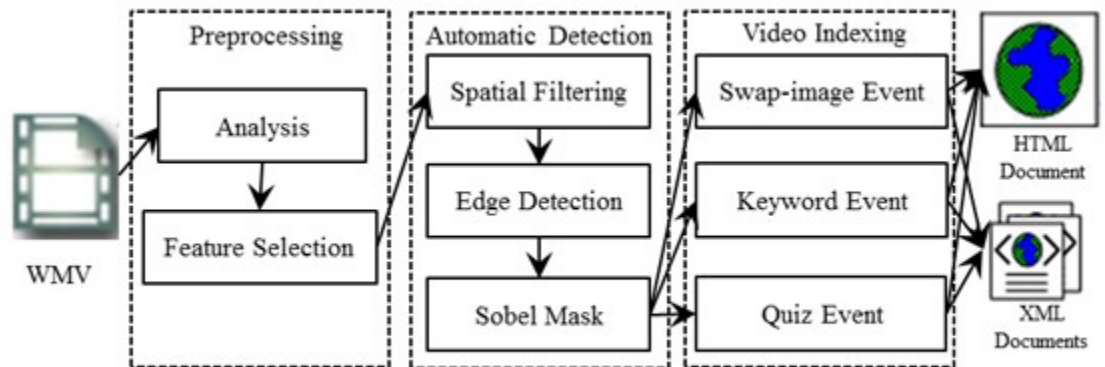 Preprocessing
Analysis
Feature Selection
WMV
Automatic Detection
Spatial Filtering
Edge Detection
Sobel Mask
Video Indexing
Swap-image Event
Keyword Event
Quiz Event
HTML
Document
XML
Documents